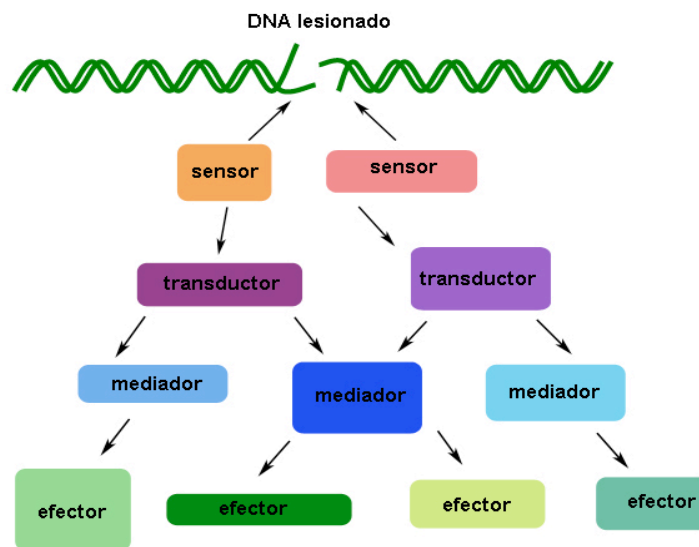 DNA lesionado
sensor
sensor
transductor
transductor
mediador
mediador
mediador
efector
efector
efector
efector